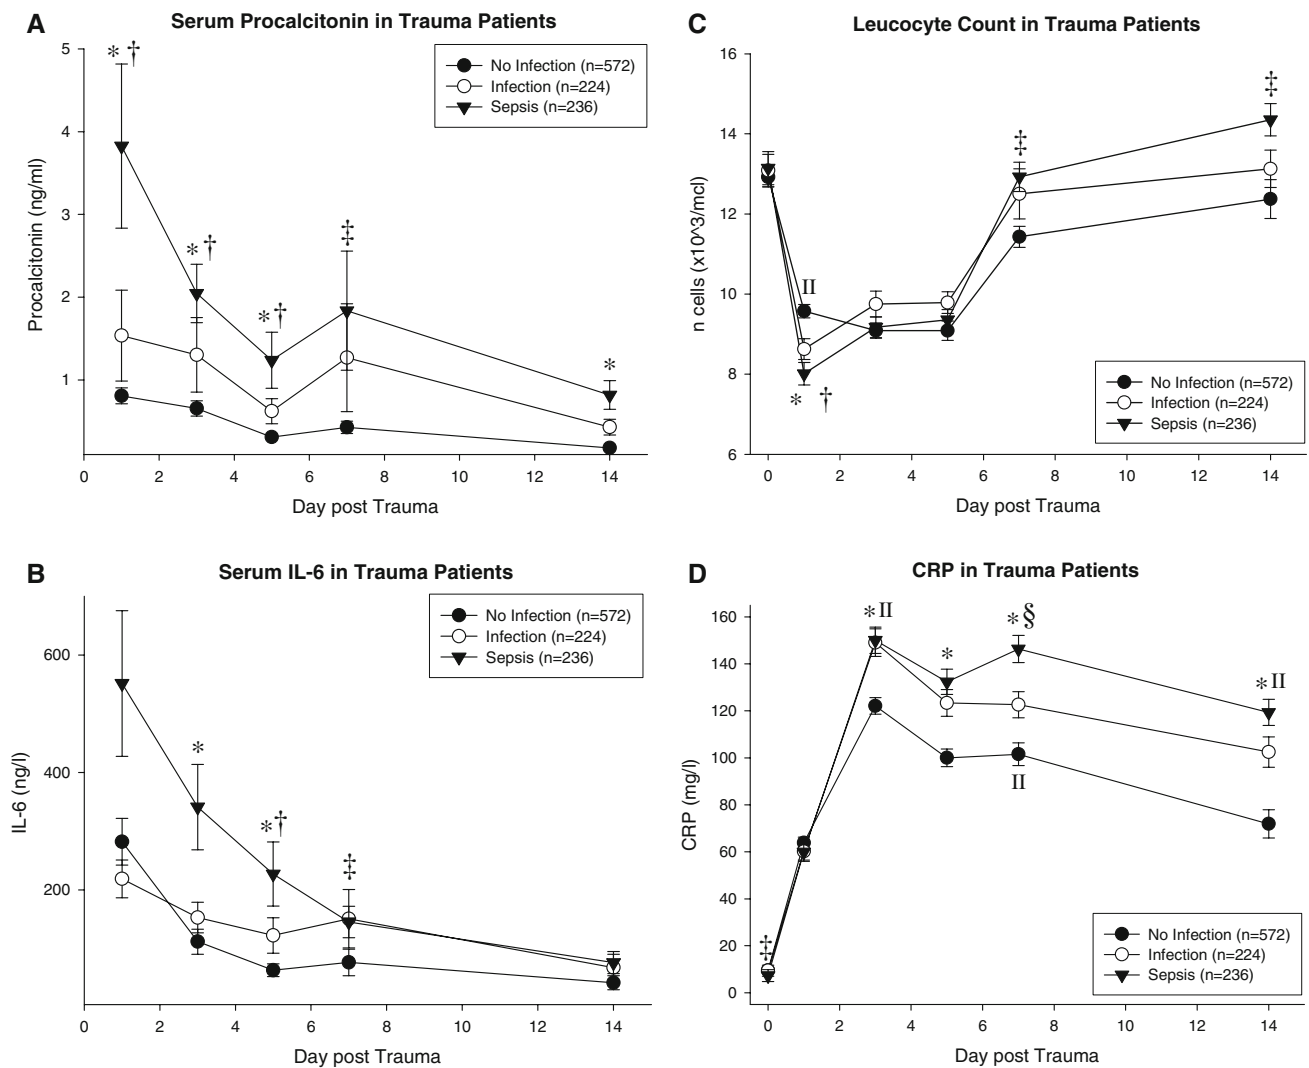 A
Serum Procalcitonin in Trauma Patients
No Infection (n=572)
Infection (n=224)
Sepsis (n=236)
Procalcitonin (ng/ml)
5
4
3
2
1
* †
* †
* †
‡
*
0 2 4 6 8 10 12 14
Day post Trauma
C
Leucocyte Count in Trauma Patients
n cells (x10^3/mcl)
16
14
12
10
8
6
II
* †
‡
‡
No Infection (n=572)
Infection (n=224)
Sepsis (n=236)
0 2 4 6 8 10 12 14
Day post Trauma
B
Serum IL-6 in Trauma Patients
No Infection (n=572)
Infection (n=224)
Sepsis (n=236)
IL-6 (ng/l)
600
400
200
*
* †
‡
0 2 4 6 8 10 12 14
Day post Trauma
D
CRP in Trauma Patients
CRP (mg/l)
160
140
120
100
80
60
40
20
0
‡
* II
*
* §
II
* II
No Infection (n=572)
Infection (n=224)
Sepsis (n=236)
0 2 4 6 8 10 12 14
Day post Trauma